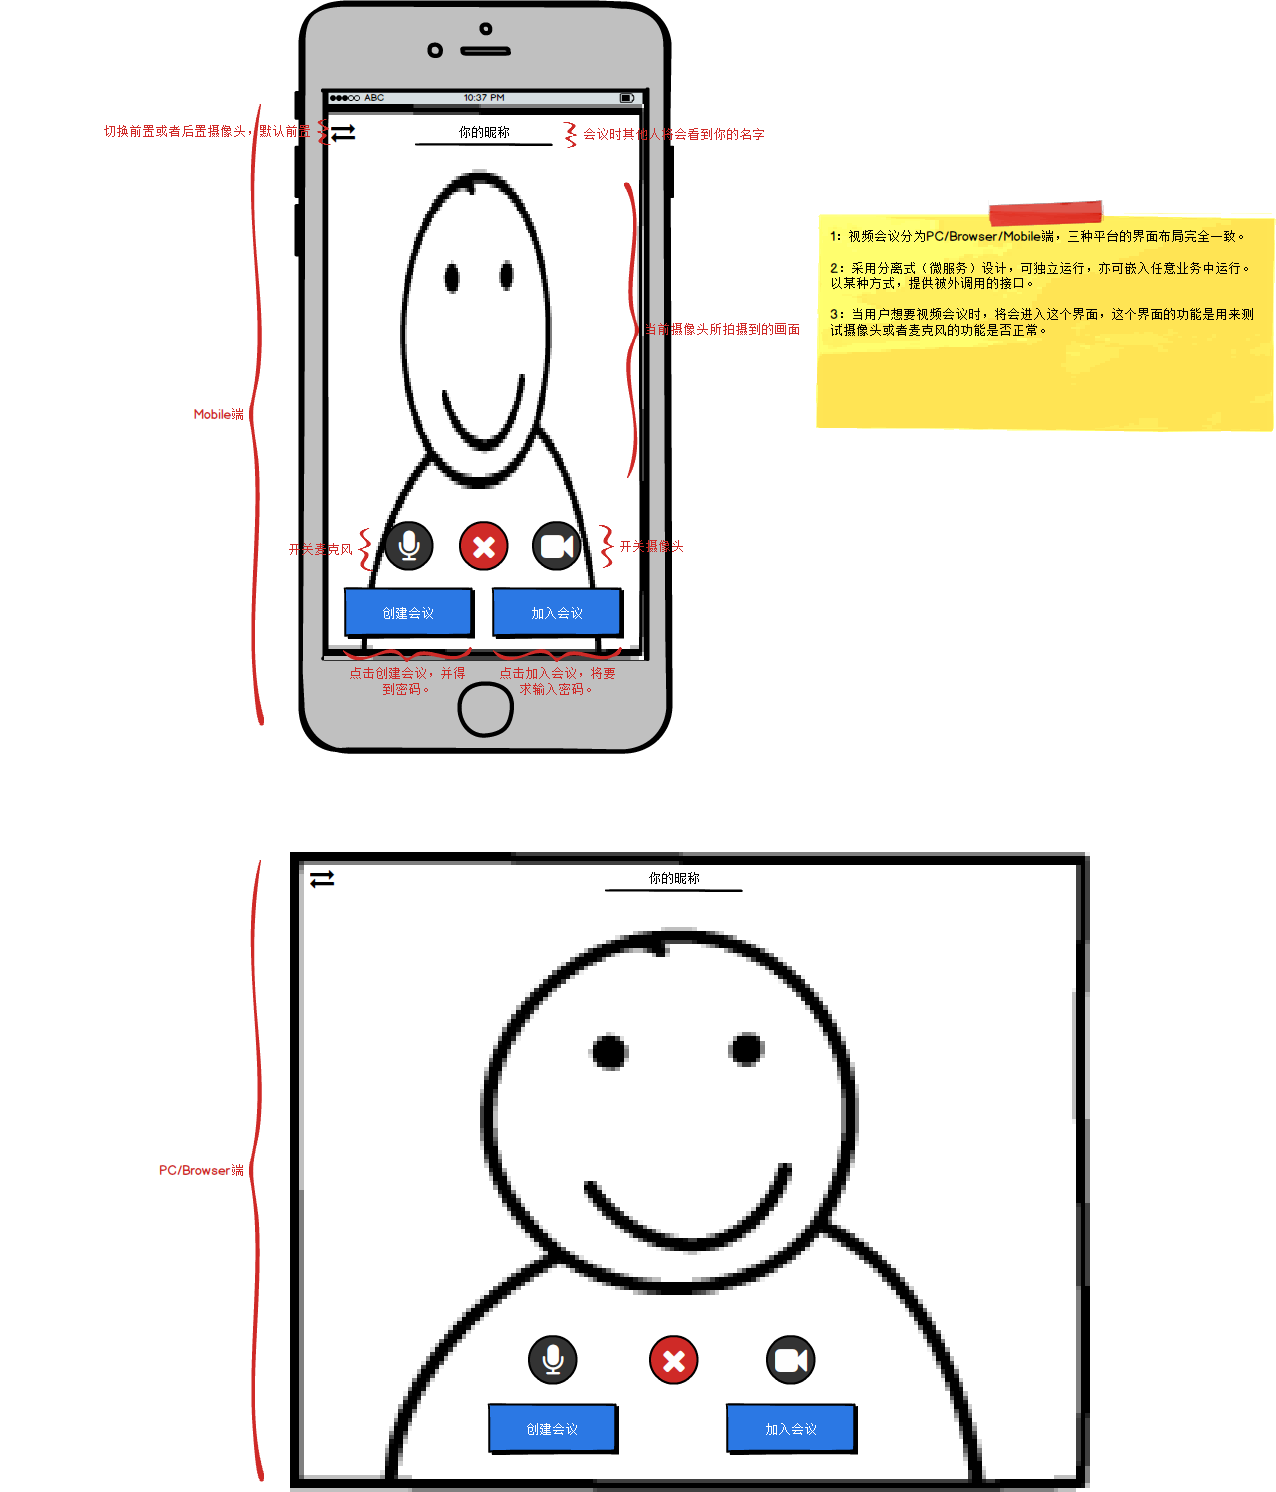 ABC
10:37 PM
切换前置或者后置摄像头，默认前置
你的昵称
会议时其他人将会看到你的名字
1：视频会议分为PC/Browser/Mobile端，三种平台的界面布局完全一致。
2：采用分离式（微服务）设计，可独立运行，亦可嵌入任意业务中运行。
以某种方式，提供被外调用的接口。
3：当用户想要视频会议时，将会进入这个界面，这个界面的功能是用来测
试摄像头或者麦克风的功能是否正常。
当前摄像头所拍摄到的画面
Mobile端
开关麦克风
开关摄像头
创建会议
加入会议
点击创建会议，并得
到密码。
点击加入会议，将要
求输入密码。
你的昵称
PC/Browser端
创建会议
加入会议